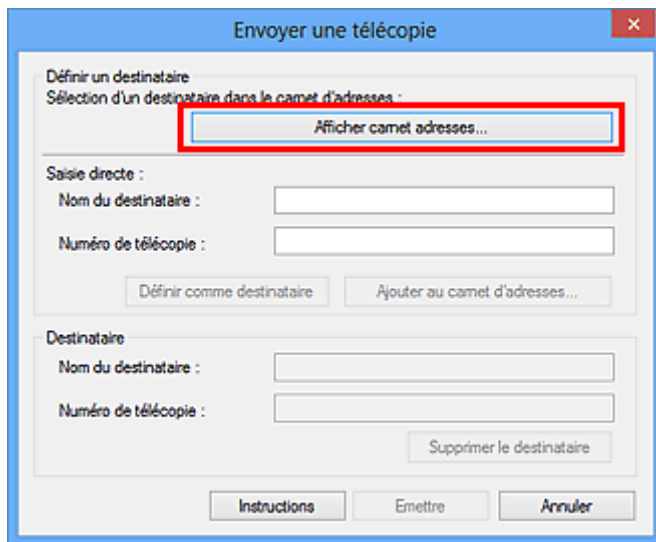 Envoyer une télécopie
Définir un destinataire
Sélection d'un destinataire dans le carnet d'adresses :
Afficher carnet adresses...
Saisie directe :
Nom du destinataire :
Numéro de télécopie :
Définir comme destinataire
Ajouter au carnet d'adresses...
Destinataire
Nom du destinataire :
Numéro de télécopie :
Supprimer le destinataire
Instructions
Emettre
Annuler